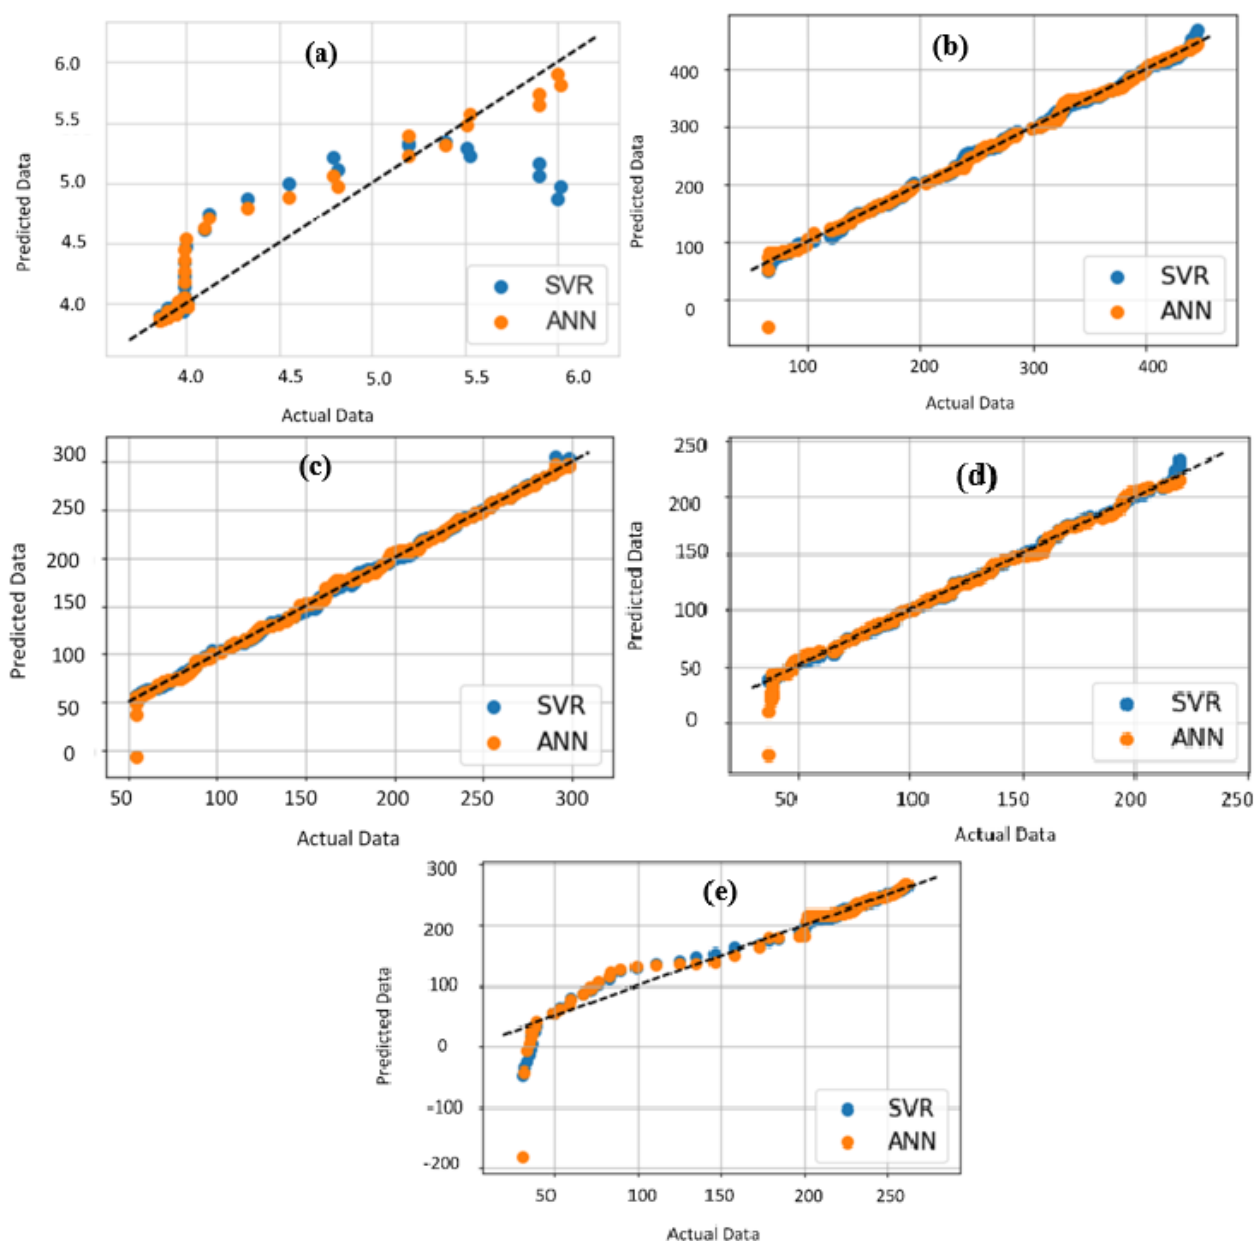 (a)
6.0
5.5
5.0
4.5
4.0
Predicted Data
SVR
ANN
4.0 4.5 5.0 5.5 6.0
Actual Data
(b)
400
300
200
100
0
Predicted Data
SVR
ANN
100 200 300 400
Actual Data
(c)
300
250
200
150
100
50
0
Predicted Data
SVR
ANN
50 100 150 200 250 300
Actual Data
(d)
250
200
150
100
50
0
Predicted Data
SVR
ANN
50 100 150 200 250
Actual Data
(e)
300
200
100
0
-100
-200
Predicted Data
SVR
ANN
50 100 150 200 250
Actual Data